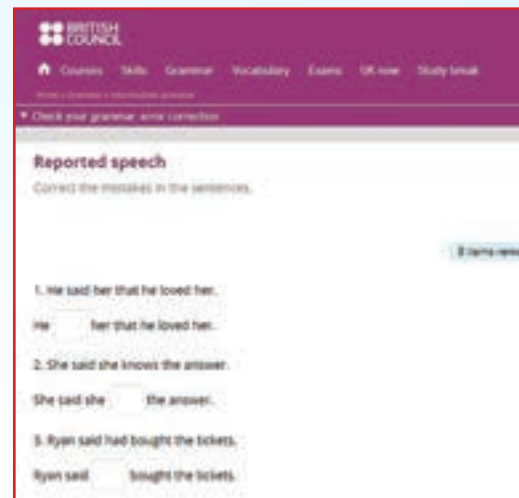 BRITISH
COUNCIL
Courses Skills Grammar Vocabulary Exams UK now Study break
Check your grammar: error correction
Reported speech
Correct the mistakes in the sentences.
8 items
1. He said her that he loved her.
He her that he loved her.
2. She said she knows the answer.
She said she the answer.
3. Ryan said had bought the tickets.
Ryan said bought the tickets.